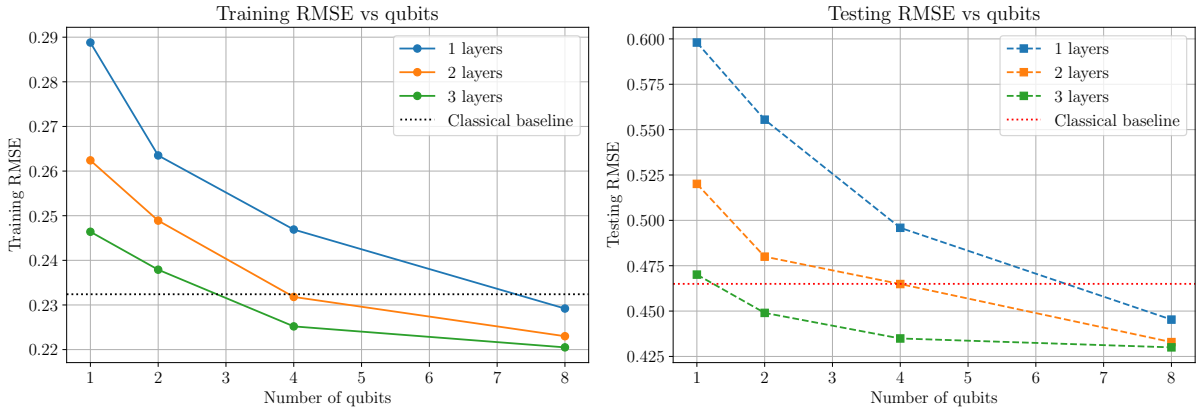 Training RMSE vs qubits
0.29
0.28
0.27
0.26
0.25
0.24
0.23
0.22
Training RMSE
1 layers
2 layers
3 layers
Classical baseline
1 2 3 4 5 6 7 8
Number of qubits
Testing RMSE vs qubits
0.600
0.575
0.550
0.525
0.500
0.475
0.450
0.425
Testing RMSE
1 layers
2 layers
3 layers
Classical baseline
1 2 3 4 5 6 7 8
Number of qubits